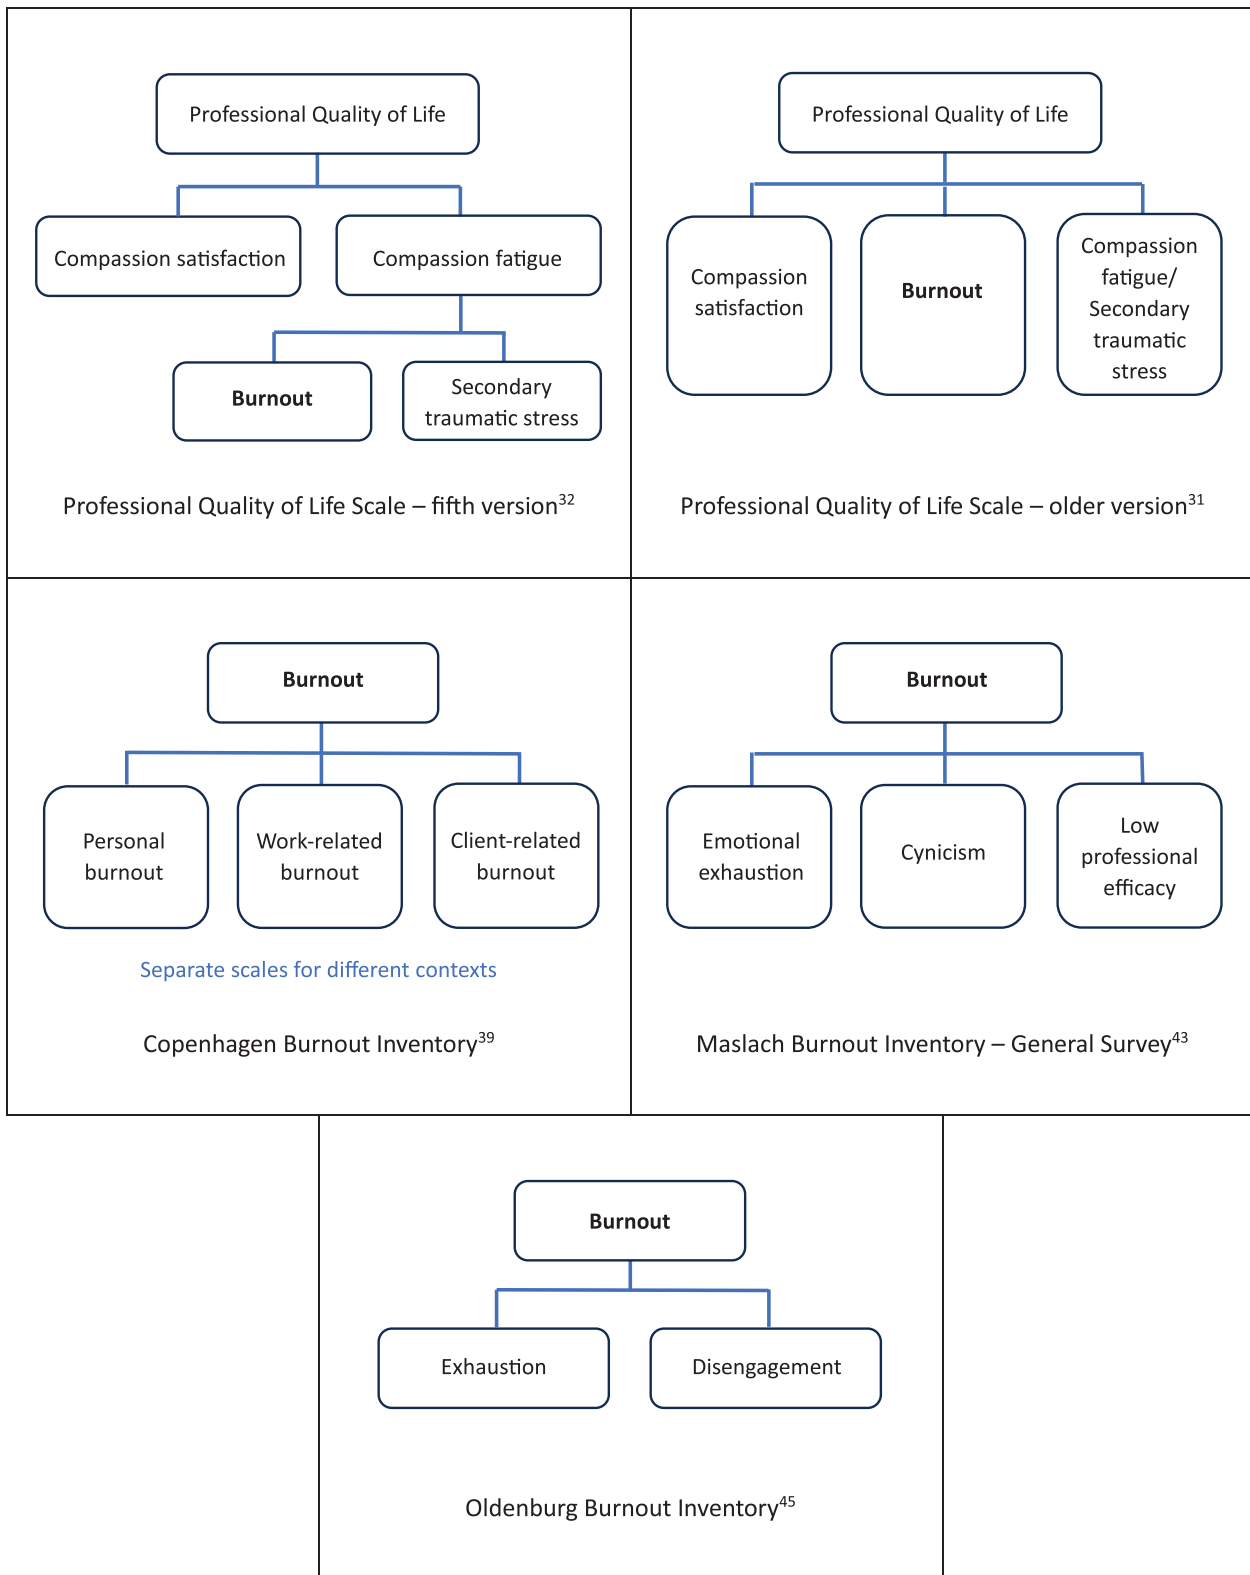 Professional Quality of Life
Compassion satisfaction
Compassion fatigue
Burnout
Secondary
traumatic stress
Professional Quality of Life Scale – fifth version32
Professional Quality of Life
Compassion
satisfaction
Burnout
Compassion
fatigue/
Secondary
traumatic
stress
Professional Quality of Life Scale – older version31
Burnout
Personal
burnout
Work-related
burnout
Client-related
burnout
Separate scales for different contexts
Copenhagen Burnout Inventory39
Burnout
Emotional
exhaustion
Cynicism
Low
professional
efficacy
Maslach Burnout Inventory – General Survey43
Burnout
Exhaustion
Disengagement
Oldenburg Burnout Inventory45